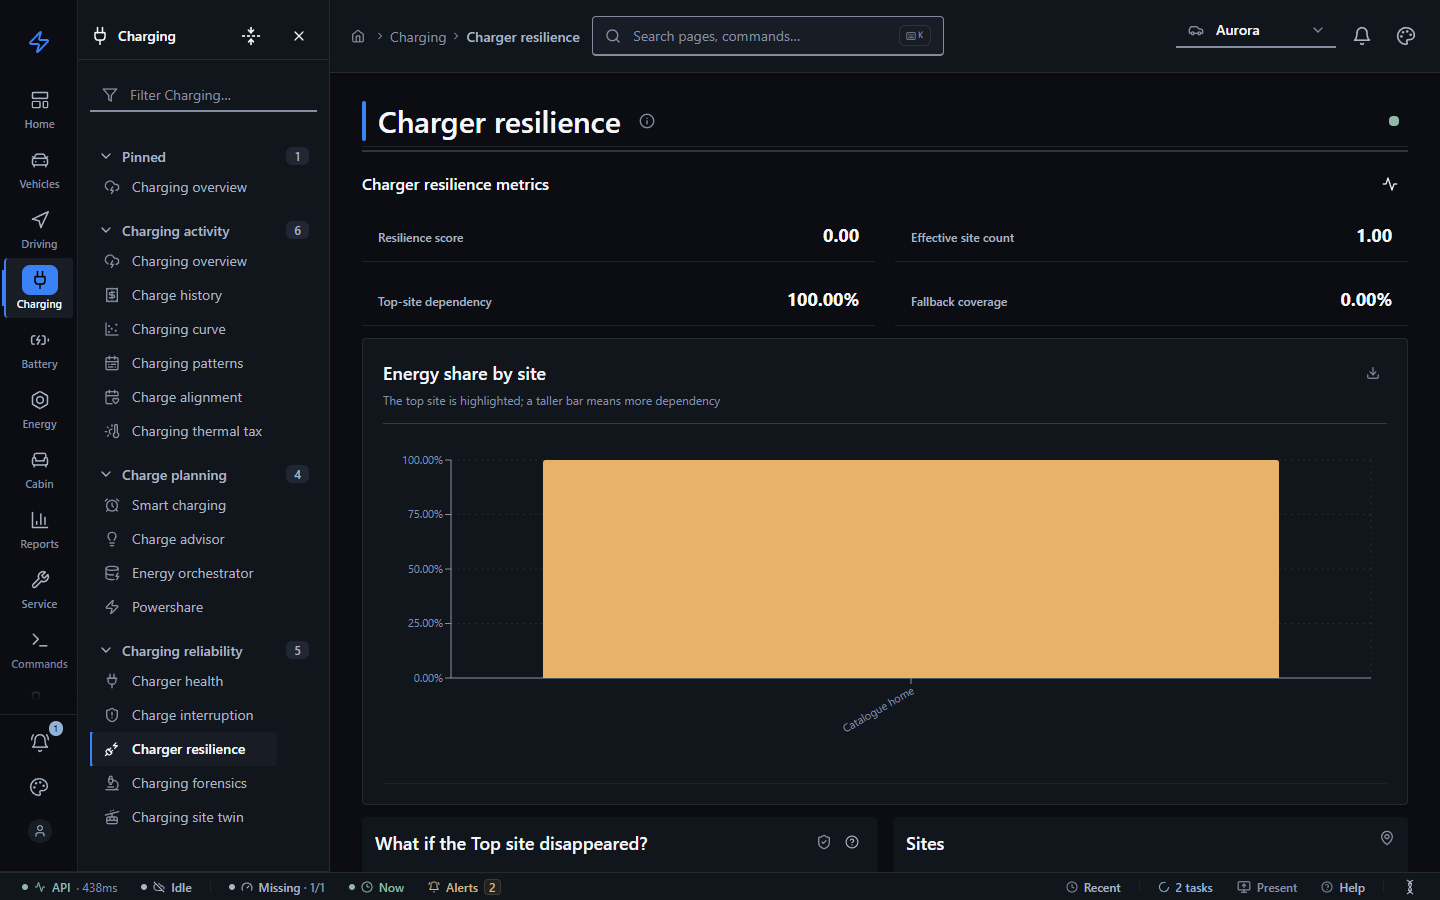 Home
Vehicles
Driving
Charging
Battery
Energy
Cabin
Reports
Service
Commands
1
Charging
Filter Charging...
Pinned 1
Charging overview
Charging activity 6
Charging overview
Charge history
Charging curve
Charging patterns
Charge alignment
Charging thermal tax
Charge planning 4
Smart charging
Charge advisor
Energy orchestrator
Powershare
Charging reliability 5
Charger health
Charge interruption
Charger resilience
Charging forensics
Charging site twin
Charging Charger resilience
Search pages, commands... K
Aurora
Charger resilience
Charger resilience metrics
Resilience score 0.00
Effective site count 1.00
Top-site dependency 100.00%
Fallback coverage 0.00%
Energy share by site
The top site is highlighted; a taller bar means more dependency
100.00%
75.00%
50.00%
25.00%
0.00%
Catalogue home
What if the Top site disappeared?
Sites
API · 438ms Idle Missing · 1/1 Now Alerts 2 Recent 2 tasks Present Help